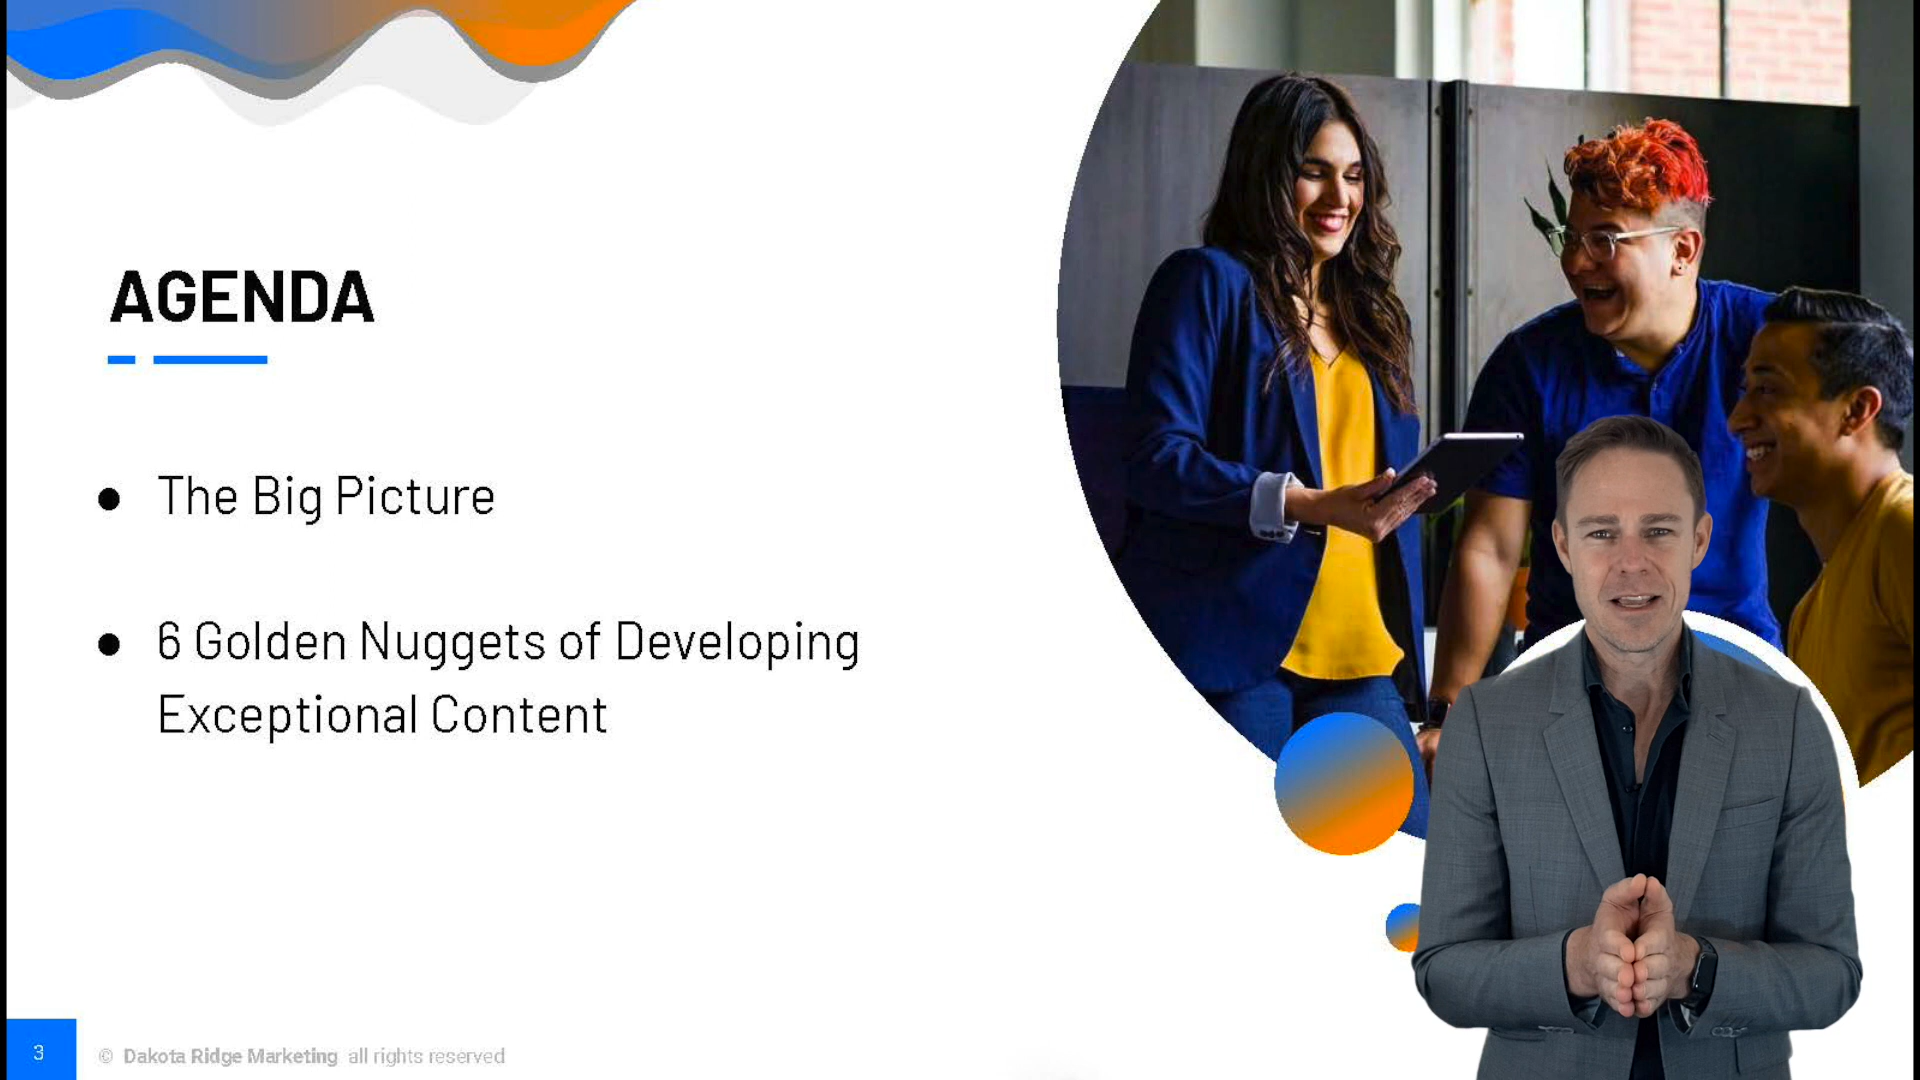 AGENDA
● The Big Picture
● 6 Golden Nuggets of Developing
Exceptional Content
3
© Dakota Ridge Marketing all rights reserved